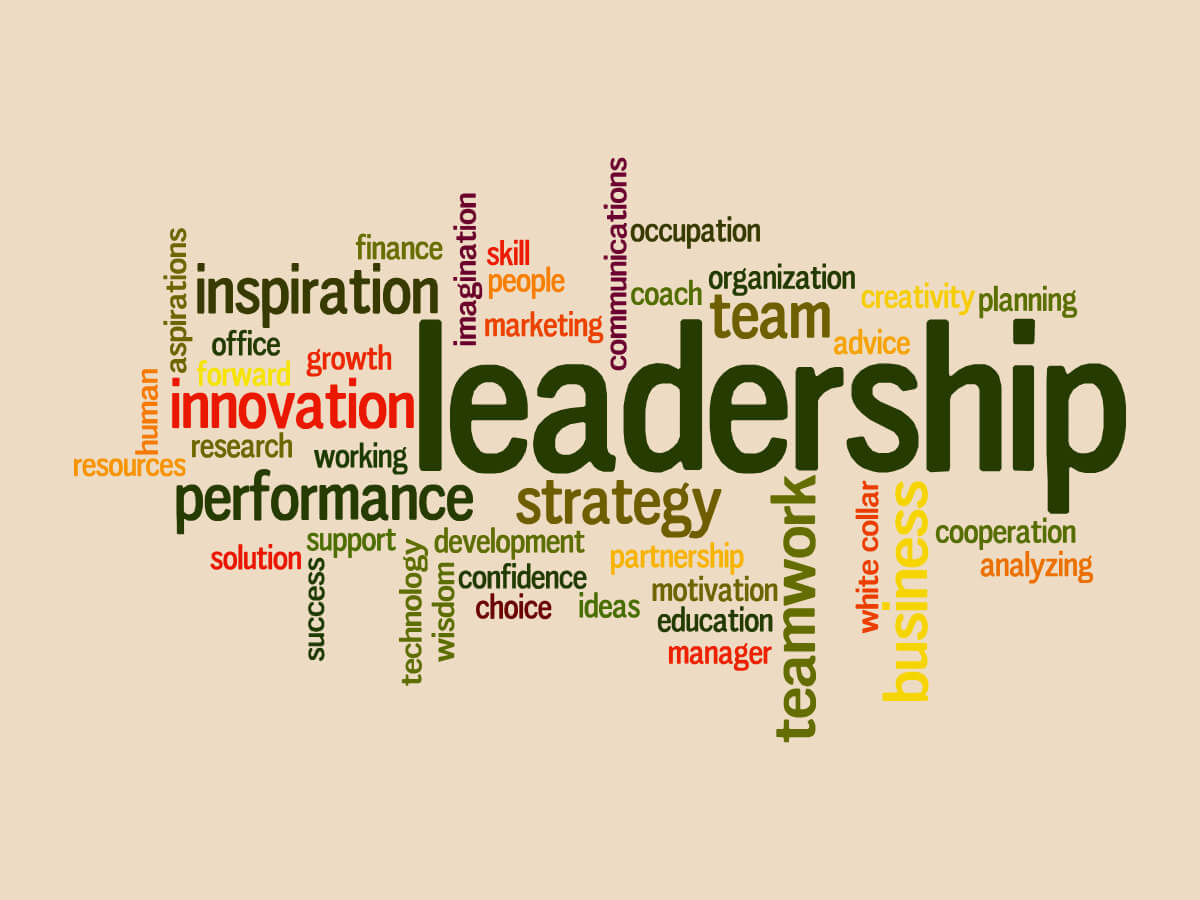 communications
occupation
imagination
aspirations
finance
skill
inspiration
people
organization
coach
creativity
planning
team
marketing
office
advice
growth
forward
leadership
innovation
human
research
working
resources
performance
strategy
teamwork
white collar
business
cooperation
support
development
solution
technology
partnership
analyzing
success
wisdom
confidence
motivation
choice
ideas
education
manager